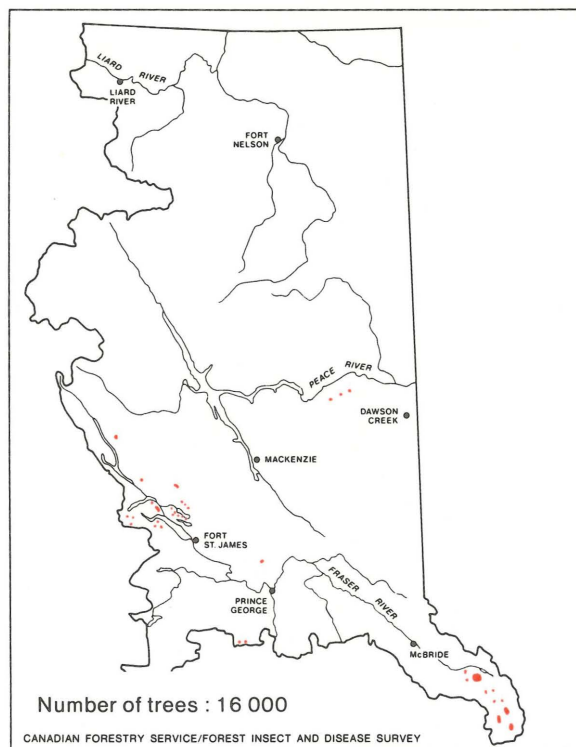 LIARD RIVER
LIARD
RIVER
FORT
NELSON
PEACE RIVER
DAWSON
CREEK
MACKENZIE
FORT
ST. JAMES
PRINCE
GEORGE
FRASER RIVER
McBRIDE
Number of trees : 16 000
CANADIAN FORESTRY SERVICE/FOREST INSECT AND DISEASE SURVEY